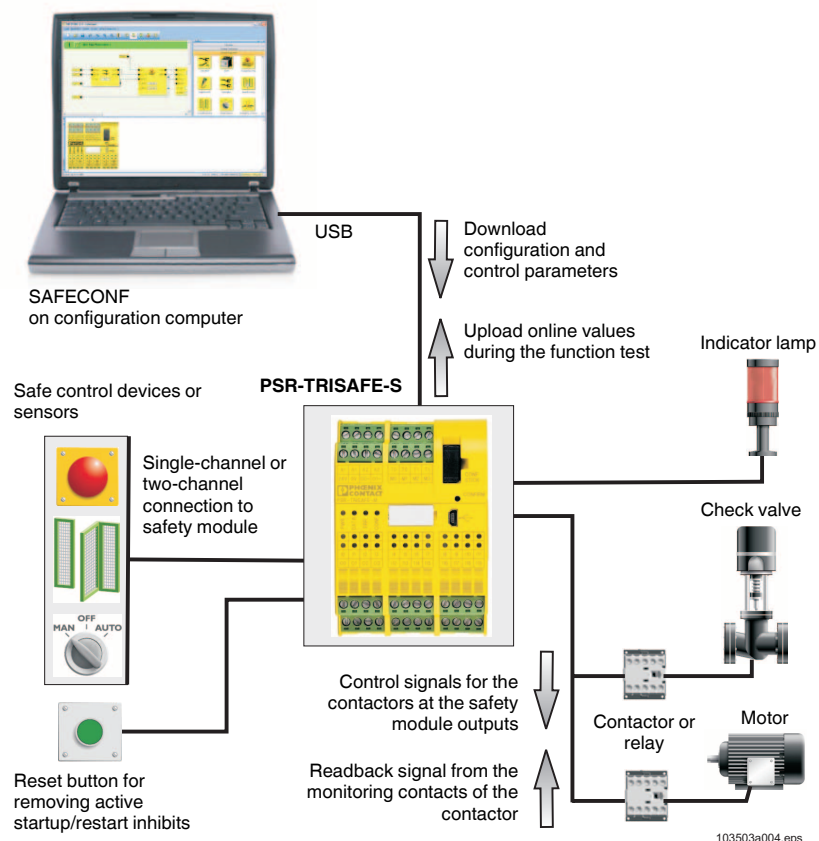 USB
Download
configuration and
control parameters
SAFECONF
on configuration computer
Upload online values
during the function test
Indicator lamp
PSR-TRISAFE-S
Safe control devices or
sensors
Single-channel or
two-channel
connection to
safety module
PHOENIX
CONTACT
Check valve
OFF
MAN AUTO
Control signals for the
contactors at the safety
module outputs
Contactor or
relay
Motor
Reset button for
removing active
startup/restart inhibits
Readback signal from the
monitoring contacts of the
contactor
103503a004.eps